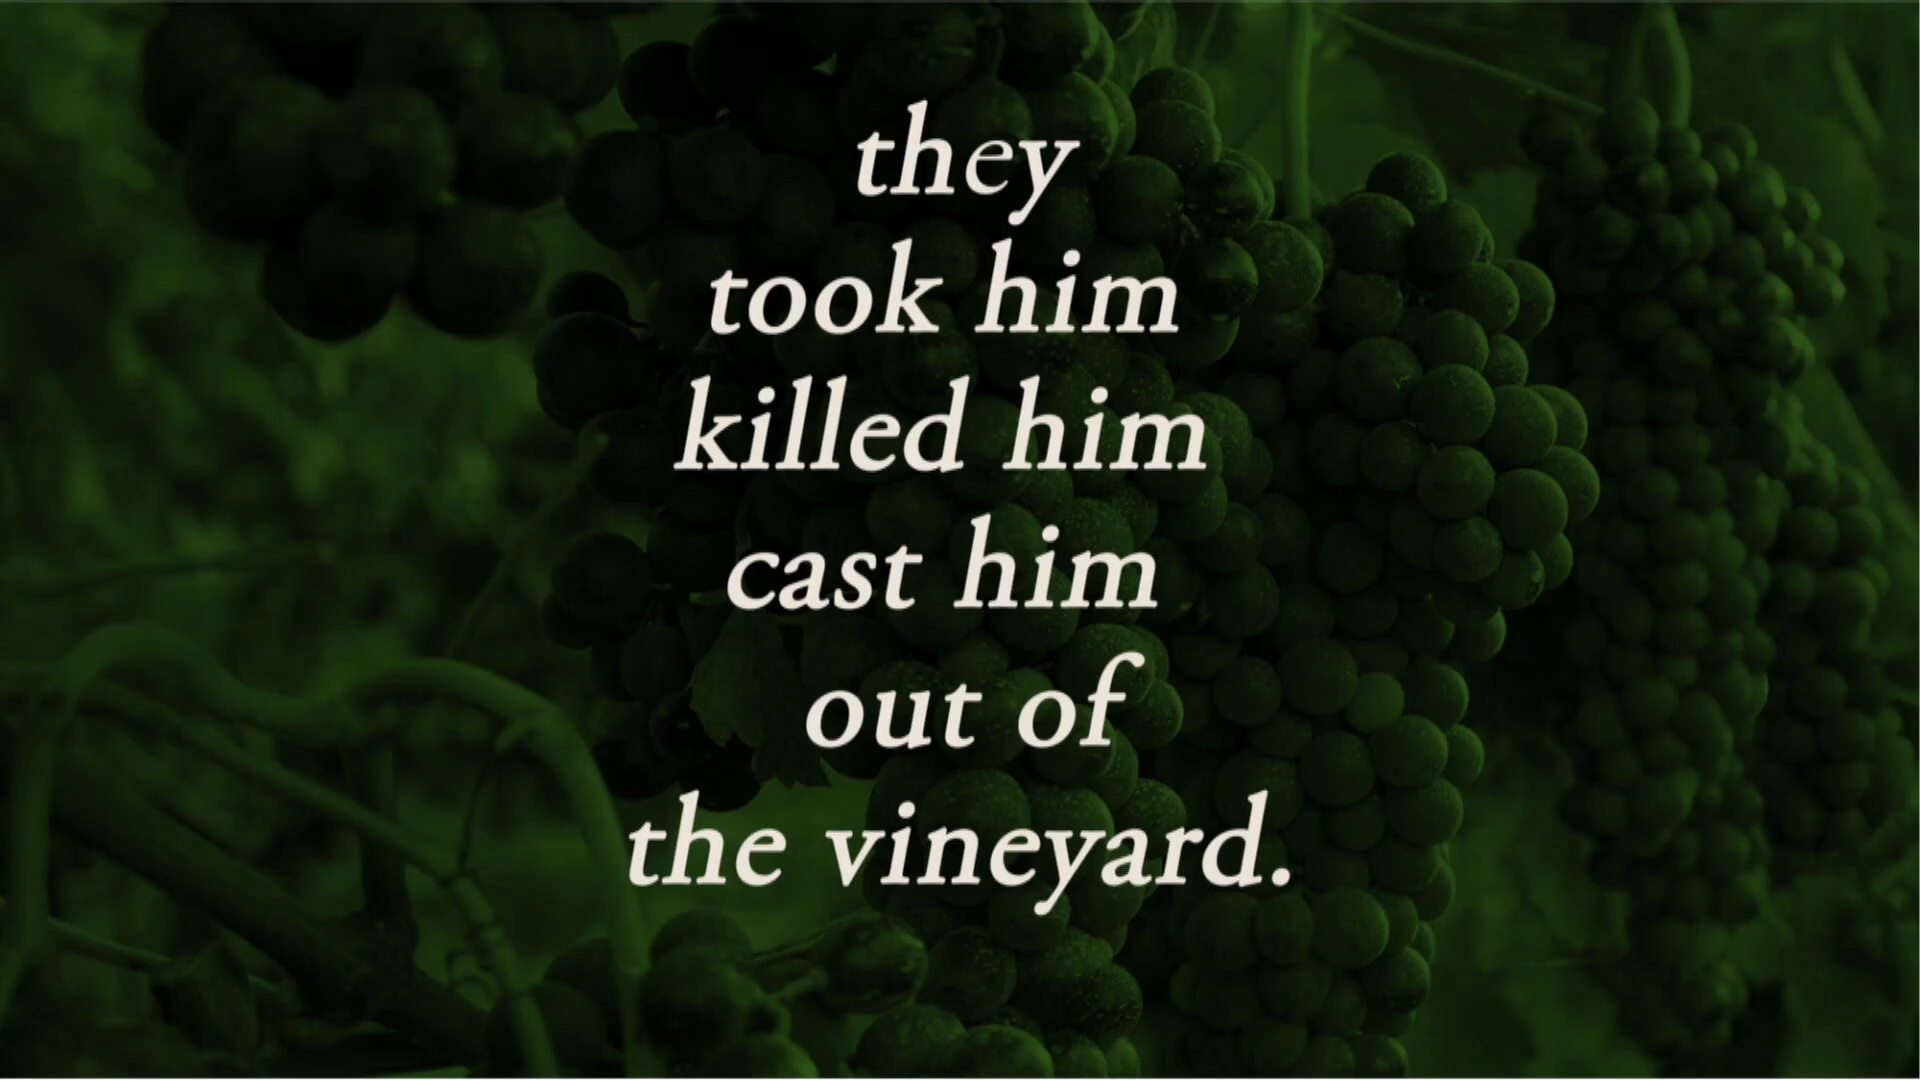 they
took him
killed him
cast him
out of
the vineyard.